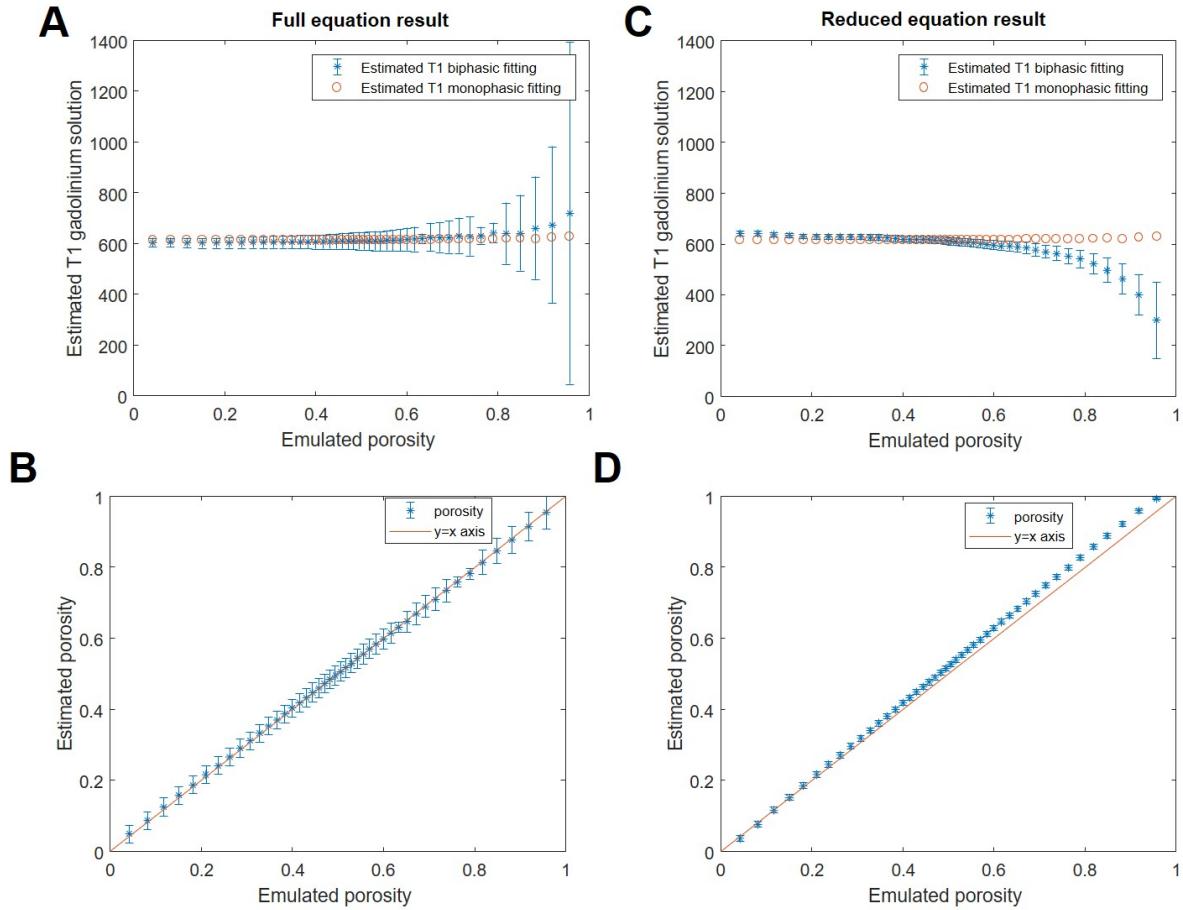 A
Full equation result
Estimated T1 gadolinium solution
1400
1200
1000
800
600
400
200
0
Estimated T1 biphasic fitting
Estimated T1 monophasic fitting
0 0.2 0.4 0.6 0.8 1
Emulated porosity
C
Reduced equation result
Estimated T1 gadolinium solution
1400
1200
1000
800
600
400
200
0
Estimated T1 biphasic fitting
Estimated T1 monophasic fitting
0 0.2 0.4 0.6 0.8 1
Emulated porosity
B
Estimated porosity
1
0.8
0.6
0.4
0.2
0
porosity
y=x axis
0 0.2 0.4 0.6 0.8 1
Emulated porosity
D
Estimated porosity
1
0.8
0.6
0.4
0.2
0
porosity
y=x axis
0 0.2 0.4 0.6 0.8 1
Emulated porosity